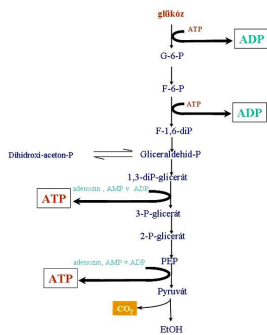 glükóz
ATP
ADP
G-6-P
F-6-P
ATP
ADP
F-1,6-diP
Dihidroxi-aceton-P
Gliceraldehid-P
1,3-diP-glicerát
adenozin, AMP v ADP
ATP
3-P-glicerát
2-P-glicerát
PEP
adenozin, AMP v ADP
ATP
Pyruvát
CO2
EtOH